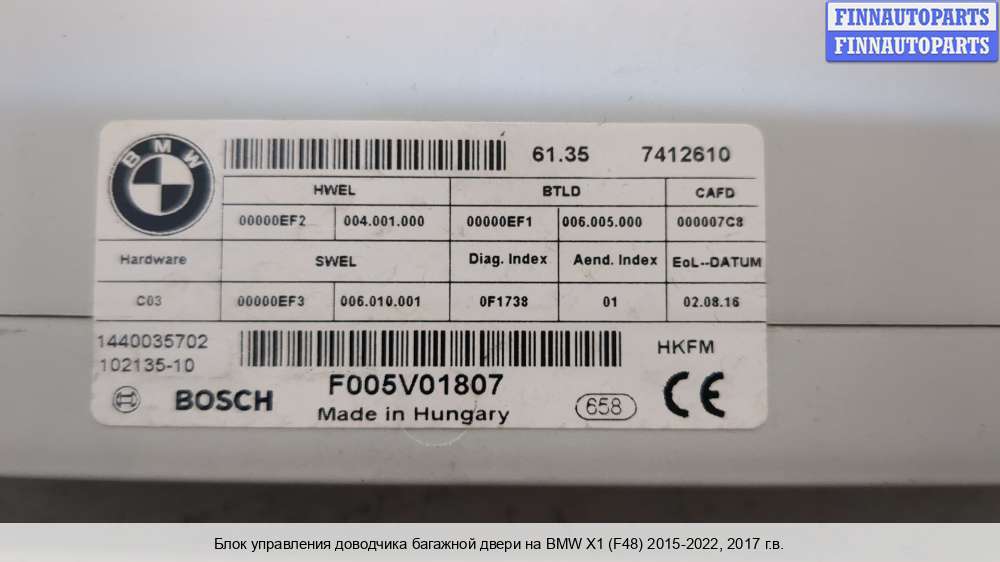 FINNAUTOPARTS
FINNAUTOPARTS
BMW
61.35 7412610
HWEL BTLD CAFD
00000EF2 004.001.000 00000EF1 006.005.000 000007C8
Hardware SWEL Diag. Index Aend. Index EoL--DATUM
C03 00000EF3 006.010.001 0F1738 01 02.08.16
1440035702
102135-10
HKFM
BOSCH
F005V01807
Made in Hungary
658
CE
Блок управления доводчика багажной двери на BMW X1 (F48) 2015-2022, 2017 г.в.